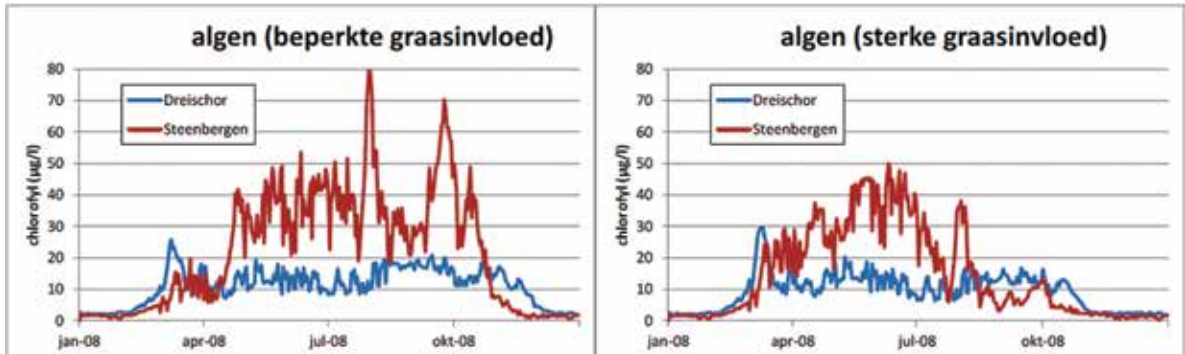 algen (beperkte graasinvloed)
80
70
60
50
40
30
20
10
0
chlorofyl (µg/l)
Dreischor
Steenbergen
jan-08
apr-08
jul-08
okt-08
algen (sterke graasinvloed)
80
70
60
50
40
30
20
10
0
chlorofyl (µg/l)
Dreischor
Steenbergen
jan-08
apr-08
jul-08
okt-08